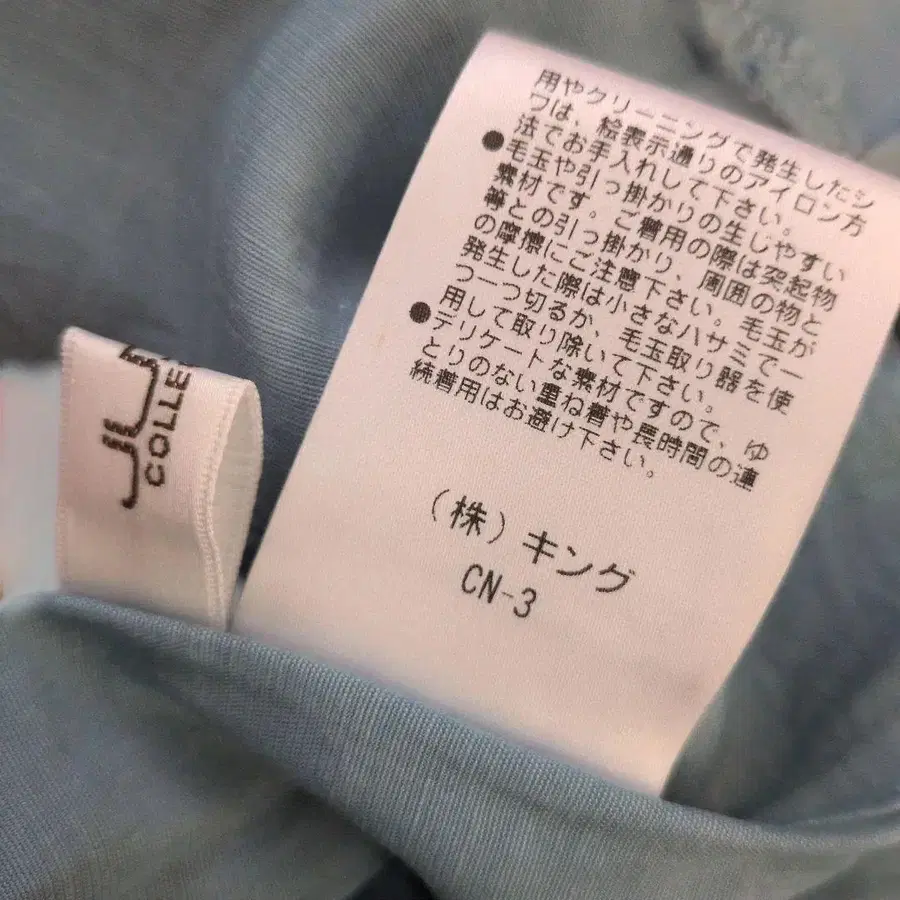 用やクリーニングで発生したシ
ワは、絵表示通りのアイロン方
法でお手入れして下さい。
●毛玉や引っ掛かりの生じやすい
素材です。ご着用の際は突起物
等との引っ掛かり、周囲の物と
の摩擦にご注意下さい。毛玉が
発生した際は小さなハサミで一
つ一つ切るか、毛玉取り器を使
用して取り除いて下さい。
●デリケートな素材ですので、ゆ
とりのない重ね着や長時間の連
続着用はお避け下さい。
(株)キング
CN-3
COLLE